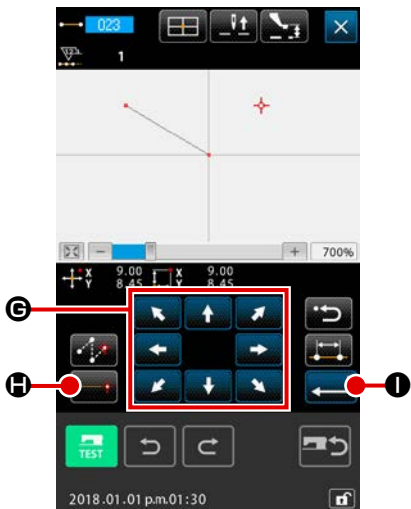 023
1
700%
X 9.00 X 9.00
Y 8.45 Y 8.45
G
H
I
TEST
2018.01.01 p.m.01:30